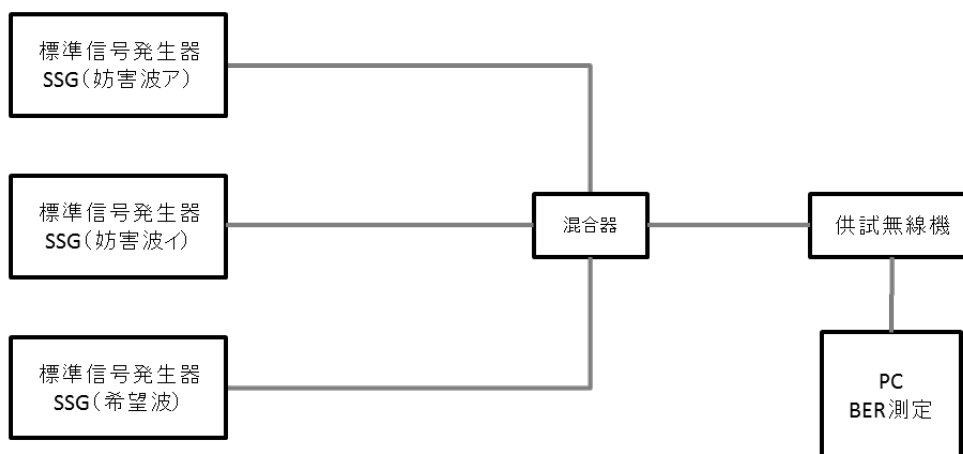 標準信号発生器
SSG(妨害波ア)
標準信号発生器
SSG(妨害波イ)
混合器
供試無線機
標準信号発生器
SSG(希望波)
PC
BER測定